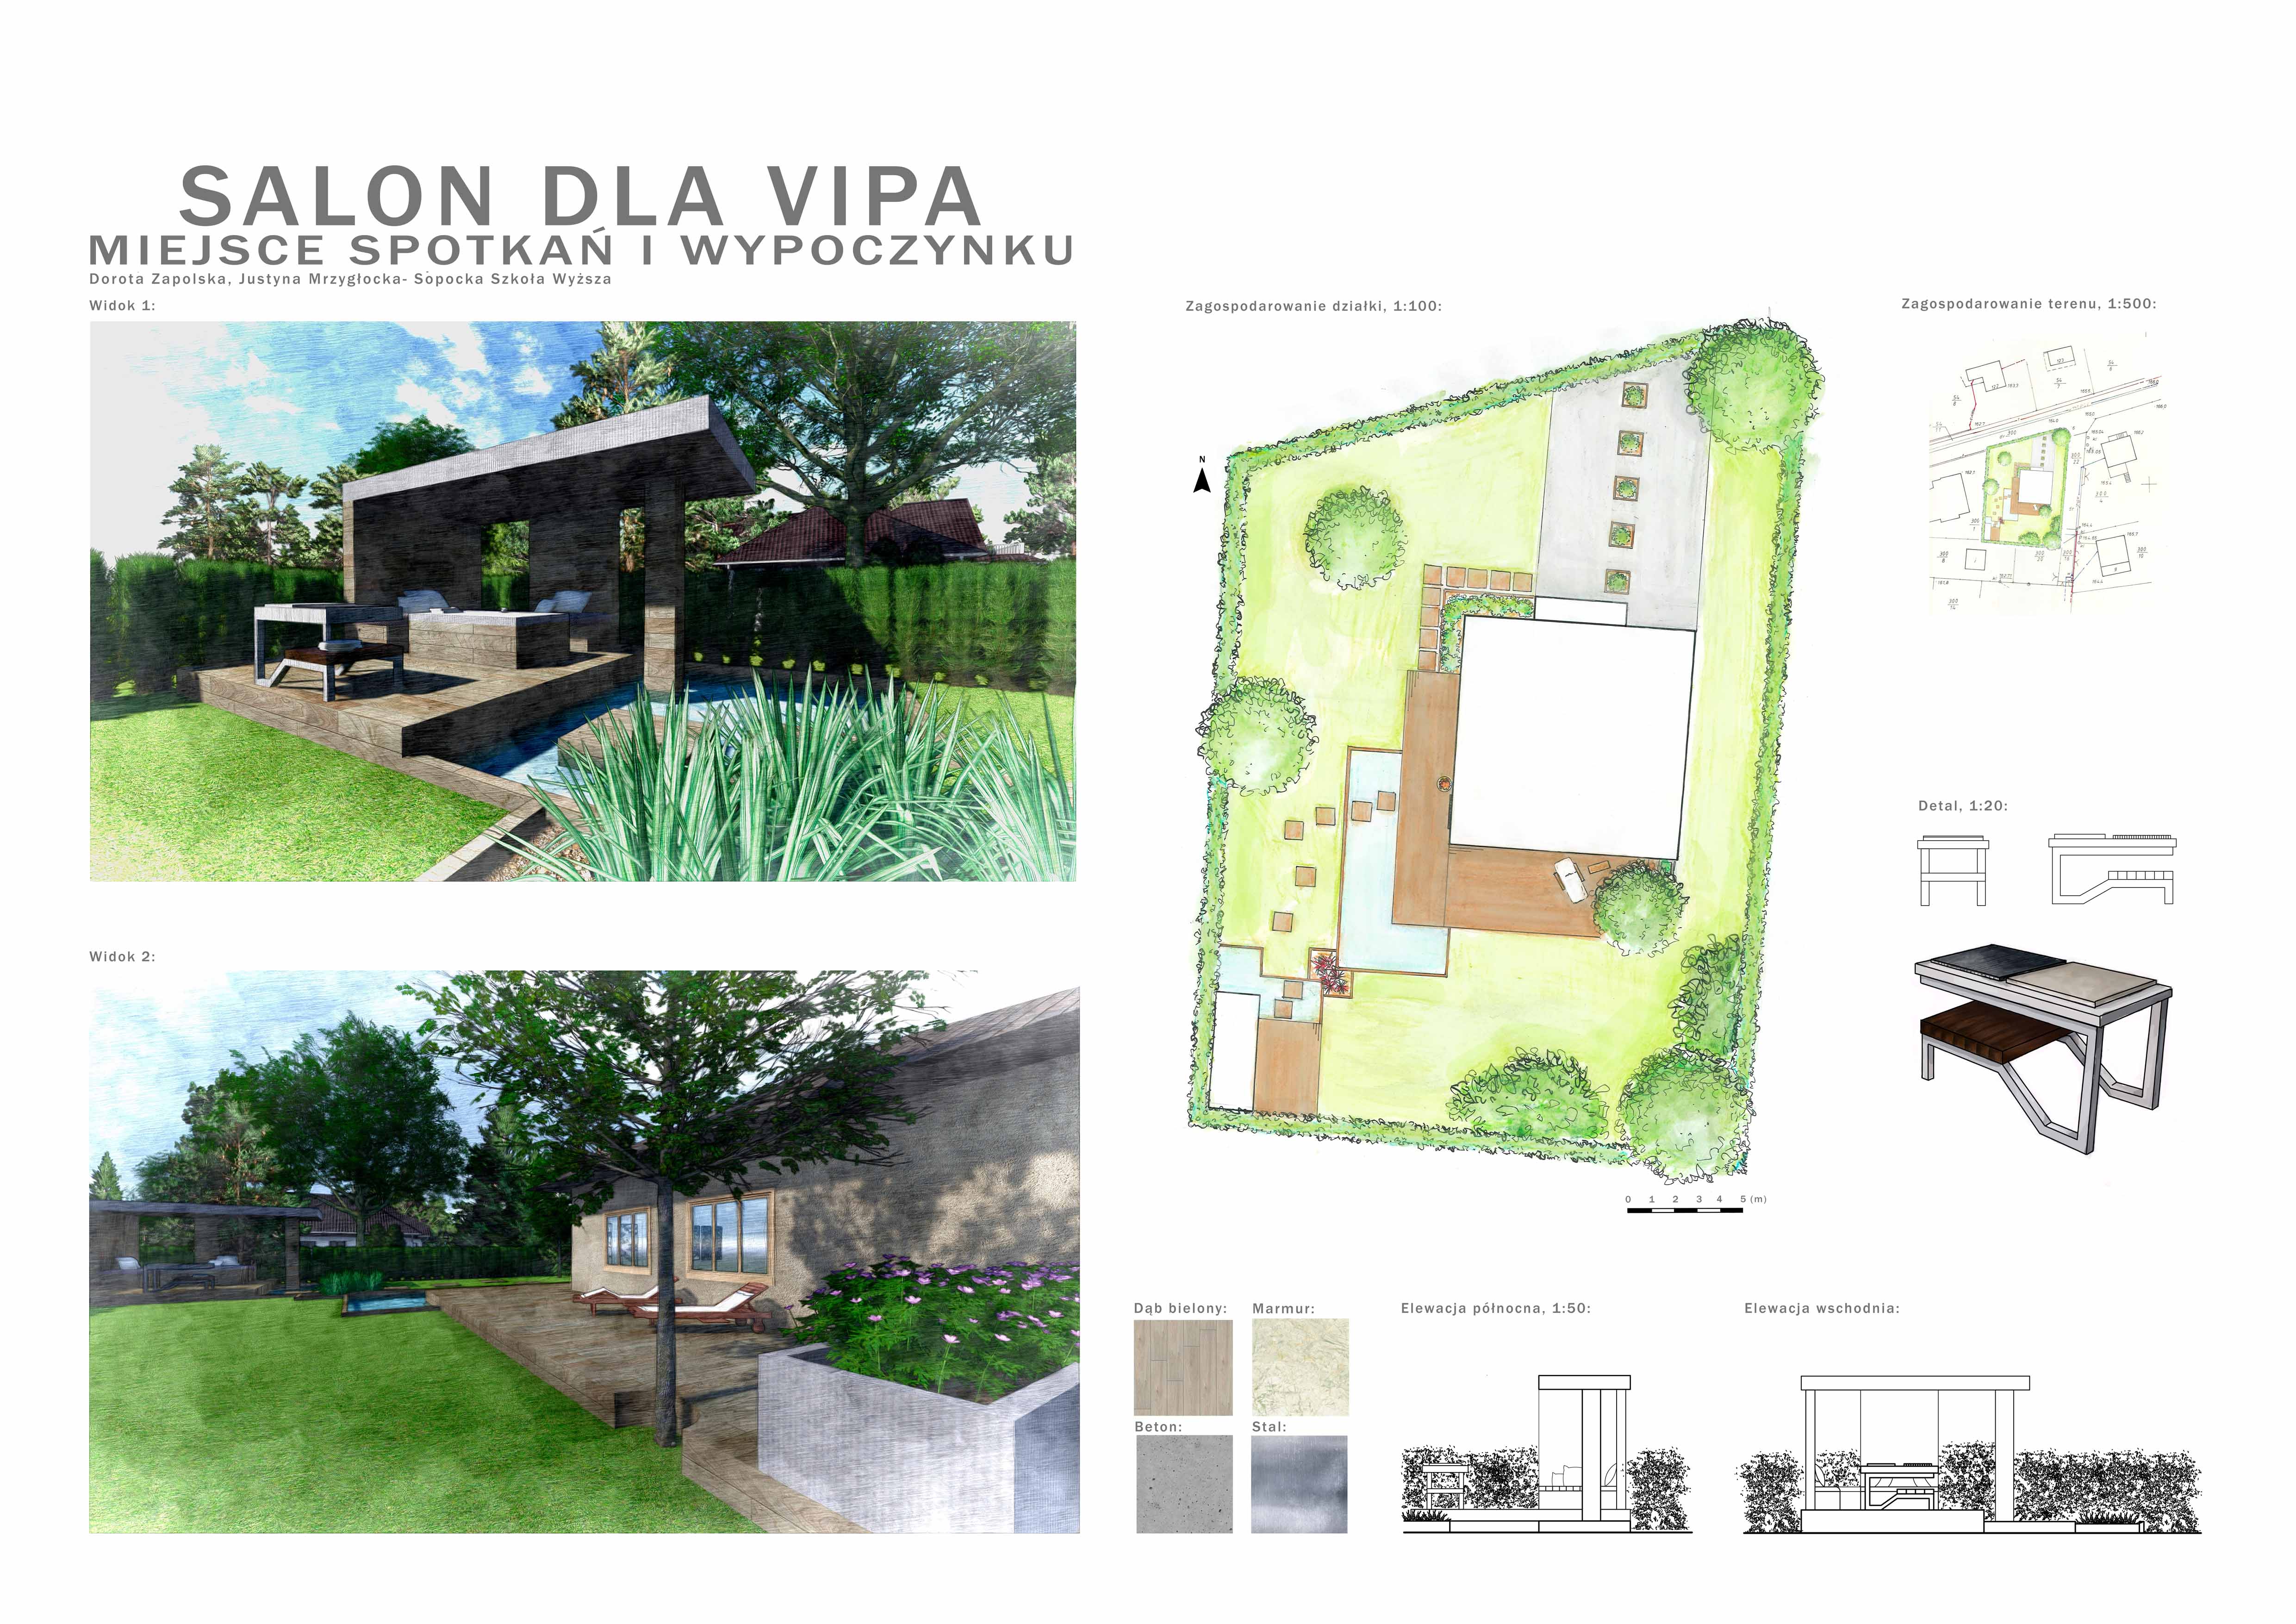 SALON DLA VIPA
MIEJSCE SPOTKAŃ I WYPOCZYNKU
Dorota Zapolska, Justyna Mrzygłocka- Sopocka Szkoła Wyższa
Widok 1:
Zagospodarowanie działki, 1:100:
Zagospodarowanie terenu, 1:500:
N
Detal, 1:20:
Widok 2:
0 1 2 3 4 5 (m)
Dąb bielony:
Marmur:
Elewacja północna, 1:50:
Elewacja wschodnia:
Beton:
Stal: